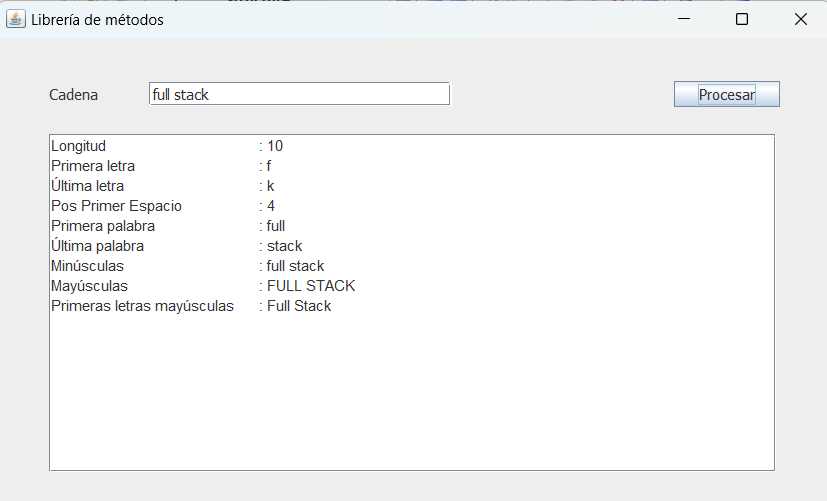 Librería de métodos
Cadena full stack Procesar
Longitud : 10
Primera letra : f
Última letra : k
Pos Primer Espacio : 4
Primera palabra : full
Última palabra : stack
Minúsculas : full stack
Mayúsculas : FULL STACK
Primeras letras mayúsculas : Full Stack